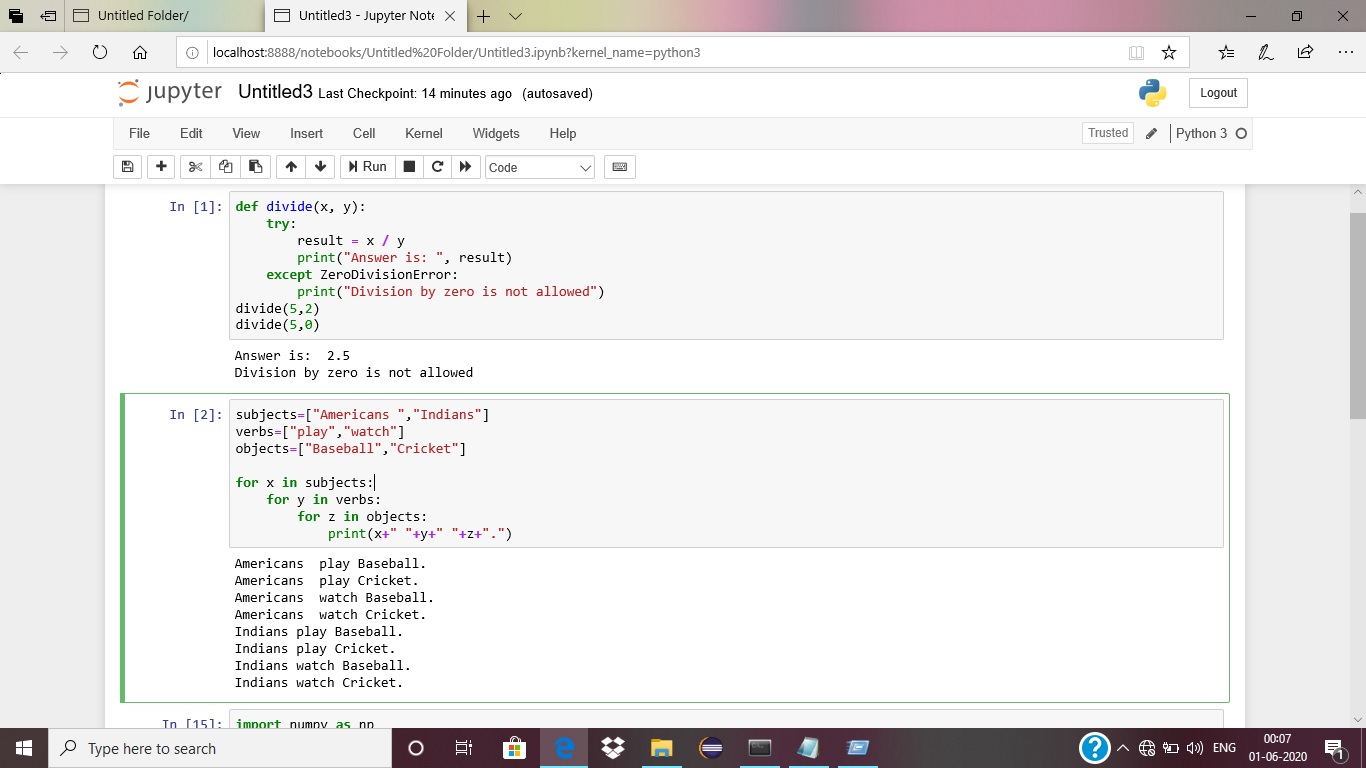 Untitled Folder/
Untitled3 - Jupyter Note
localhost:8888/notebooks/Untitled%20Folder/Untitled3.ipynb?kernel_name=python3
jupyter Untitled3 Last Checkpoint: 14 minutes ago (autosaved)
Logout
File Edit View Insert Cell Kernel Widgets Help
Trusted Python 3
Run Code
In [1]: def divide(x, y):
    try:
        result = x / y
        print("Answer is: ", result)
    except ZeroDivisionError:
        print("Division by zero is not allowed")
divide(5,2)
divide(5,0)
Answer is:  2.5
Division by zero is not allowed
In [2]: subjects=["Americans ","Indians"]
verbs=["play","watch"]
objects=["Baseball","Cricket"]
for x in subjects:
    for y in verbs:
        for z in objects:
            print(x+" "+y+" "+z+".")
Americans  play Baseball.
Americans  play Cricket.
Americans  watch Baseball.
Americans  watch Cricket.
Indians play Baseball.
Indians play Cricket.
Indians watch Baseball.
Indians watch Cricket.
In [15]: import numpy as np
Type here to search
ENG
00:07
01-06-2020
1